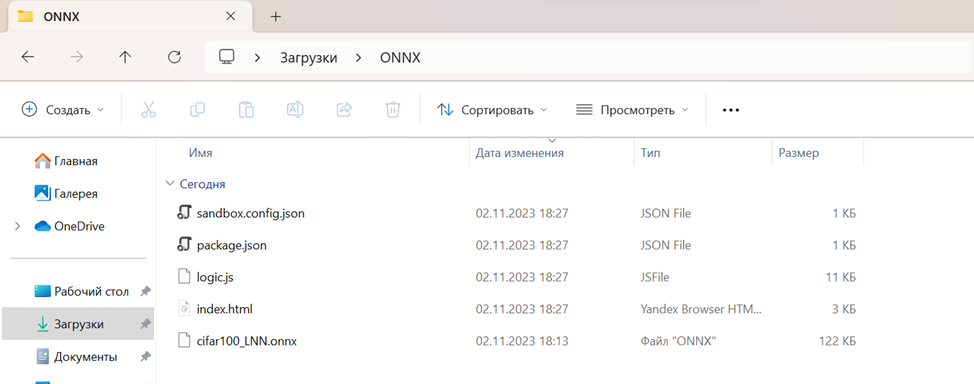 ONNX
Загрузки ONNX
Создать Сортировать Просмотреть
Имя Дата изменения Тип Размер
Главная
Галерея
OneDrive
Рабочий стол
Загрузки
Документы
Сегодня
sandbox.config.json 02.11.2023 18:27 JSON File 1 КБ
package.json 02.11.2023 18:27 JSON File 1 КБ
logic.js 02.11.2023 18:27 JSFile 11 КБ
index.html 02.11.2023 18:27 Yandex Browser HTM... 3 КБ
cifar100_LNN.onnx 02.11.2023 18:13 Файл "ONNX" 122 КБ